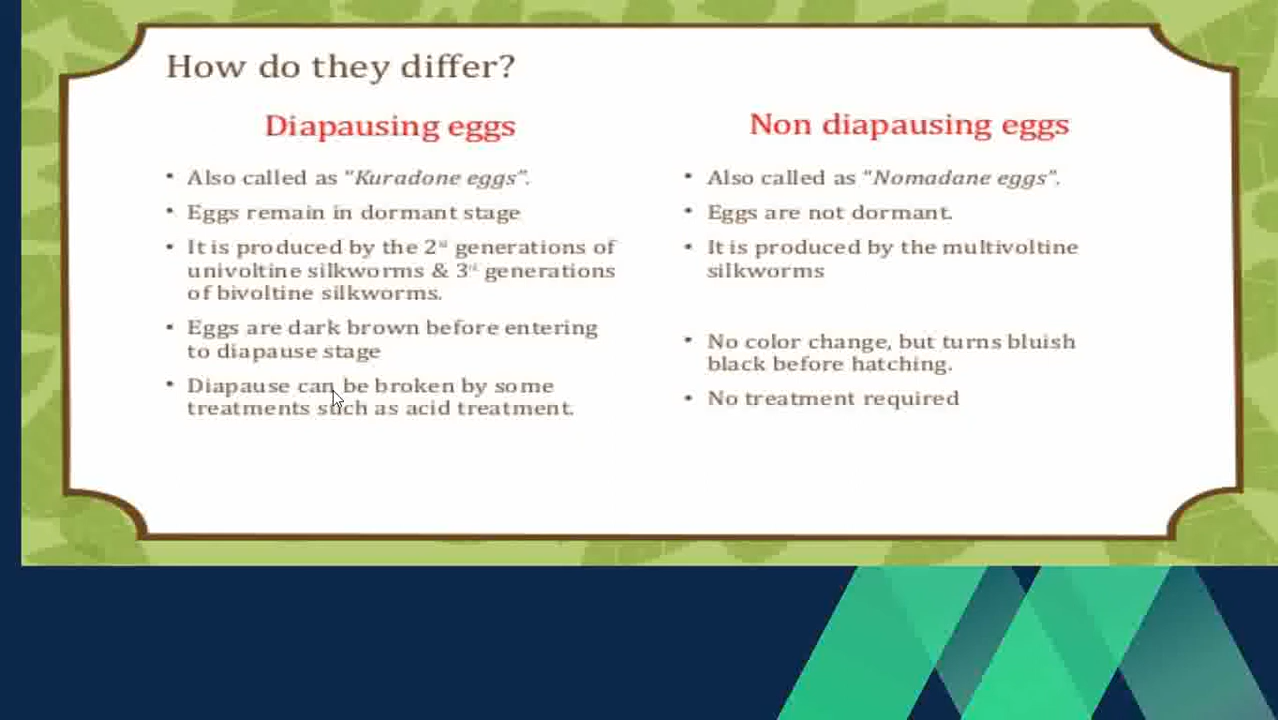 How do they differ?
Diapausing eggs
• Also called as "Kuradone eggs".
• Eggs remain in dormant stage
• It is produced by the 2ⁿᵈ generations of
univoltine silkworms & 3ʳᵈ generations
of bivoltine silkworms.
• Eggs are dark brown before entering
to diapause stage
• Diapause can be broken by some
treatments such as acid treatment.
Non diapausing eggs
• Also called as "Nomadane eggs".
• Eggs are not dormant.
• It is produced by the multivoltine
silkworms
• No color change, but turns bluish
black before hatching.
• No treatment required